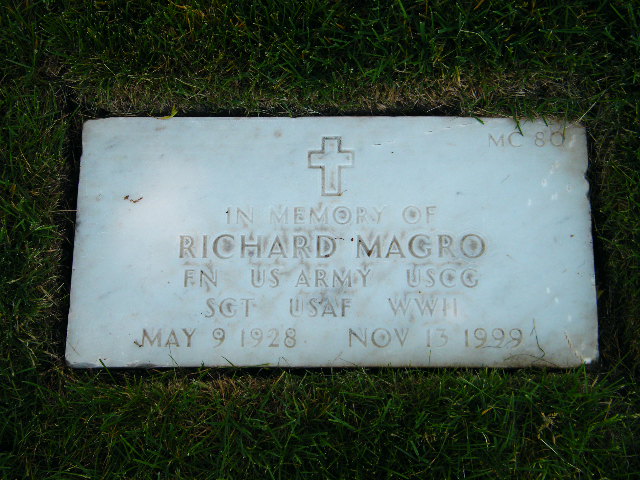 MC 80
IN MEMORY OF
RICHARD MAGRO
FN US ARMY USCG
SGT USAF WWII
MAY 9 1928 NOV 13 1999